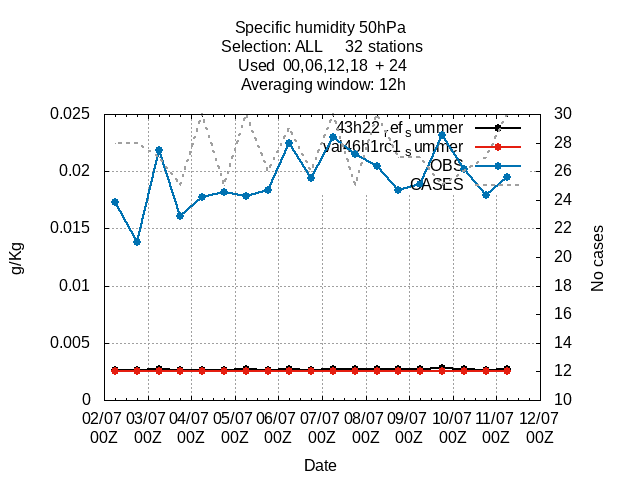 Specific humidity 50hPa
Selection: ALL 32 stations
Used 00,06,12,18 + 24
Averaging window: 12h
43h22_ref_summer
OBS
CASES
0.025
0.02
0.015
0.01
0.005
0
30
28
26
24
22
20
18
16
14
12
10
g/Kg
No cases
02/07 03/07 04/07 05/07 06/07 07/07 08/07 09/07 10/07 11/07 12/07
00Z 00Z 00Z 00Z 00Z 00Z 00Z 00Z 00Z 00Z 00Z
Date